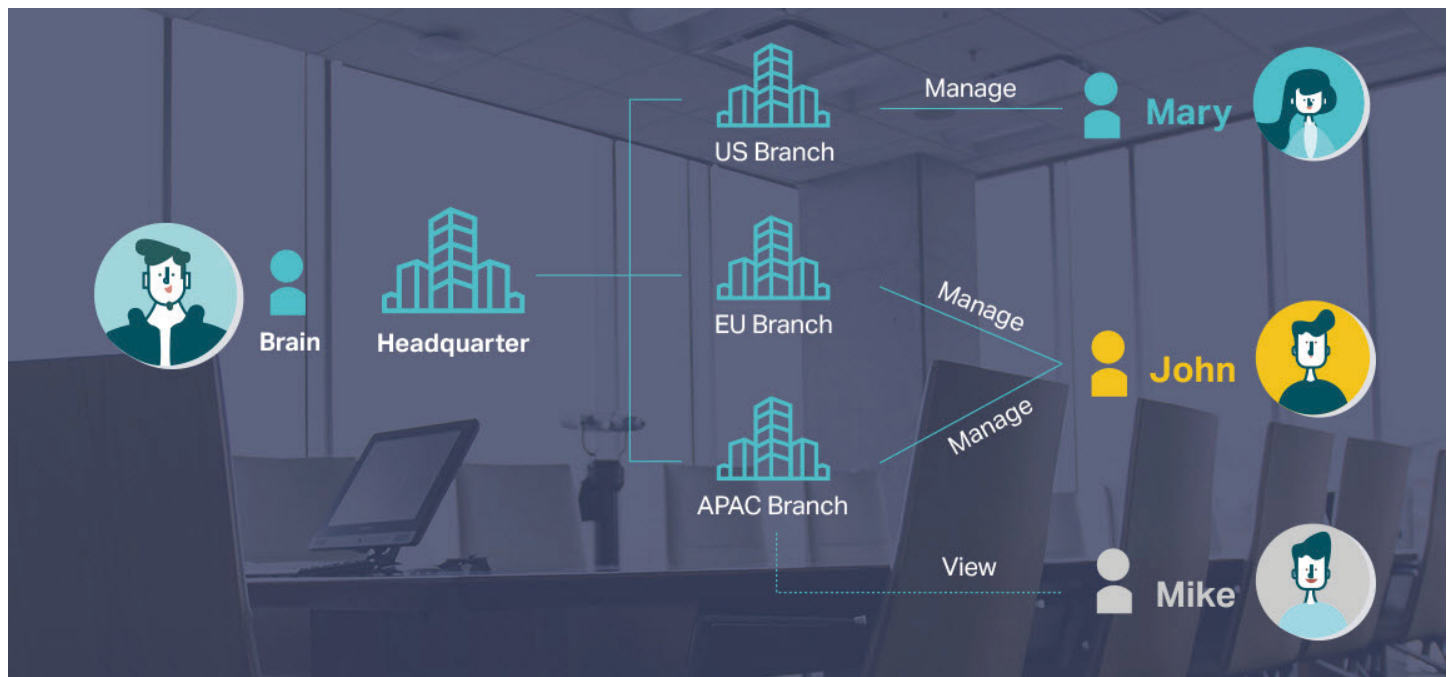 Manage
Mary
US Branch
Brain
Headquarter
EU Branch
Manage
John
Manage
APAC Branch
View
Mike